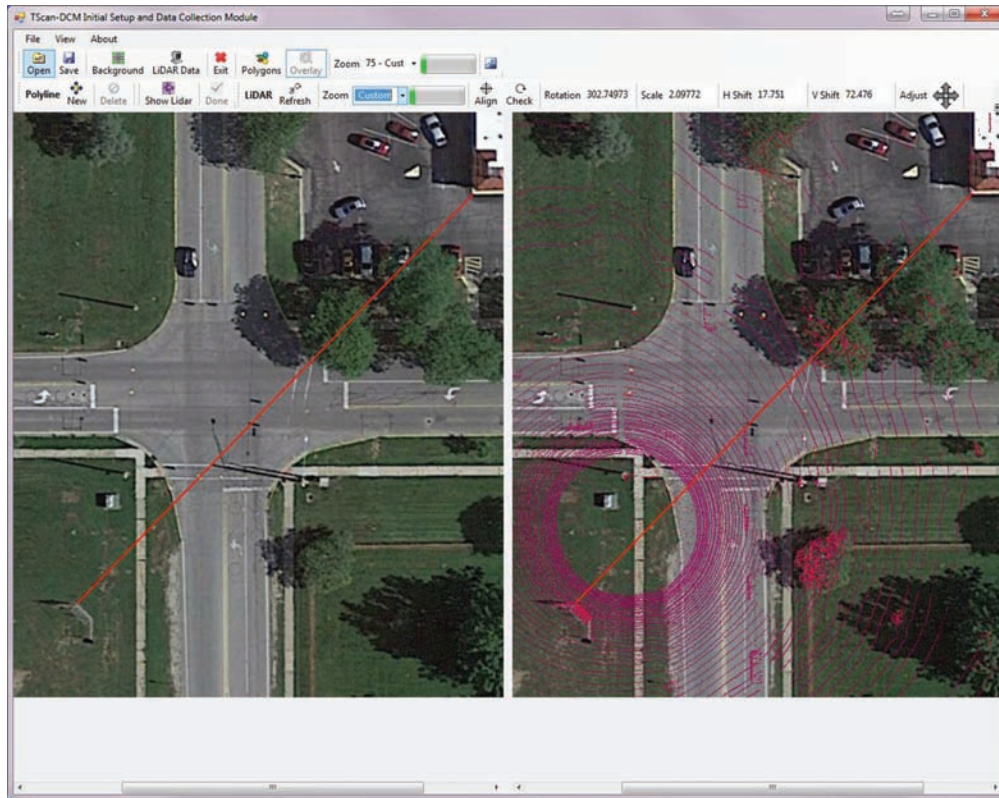 TScan-DCM Initial Setup and Data Collection Module
File View About
Open Save Background LiDAR Data Exit Polygons Overlay Zoom 75 - Cust
Polyline New Delete Show Lidar Done LiDAR Refresh Zoom Custom Align Check Rotation 302.74973 Scale 2.09772 H Shift 17.751 V Shift 72.476 Adjust